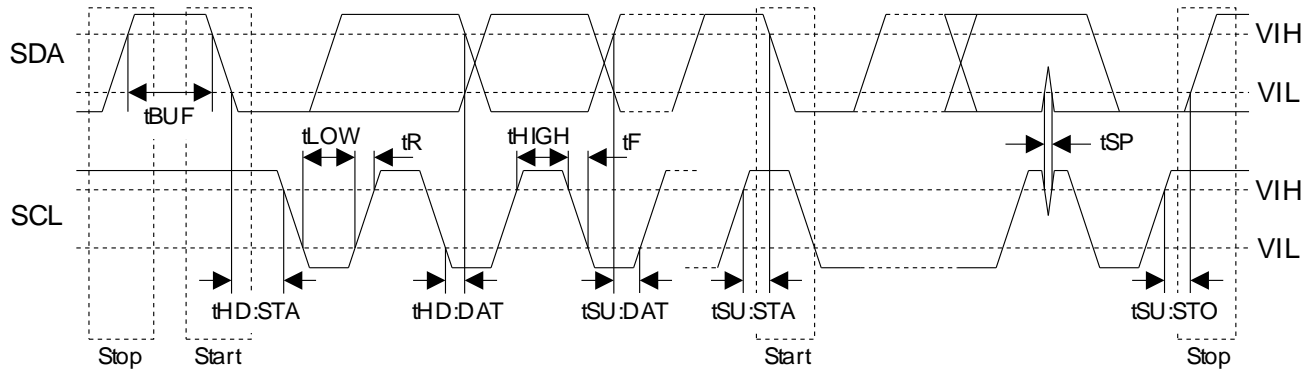 SDA
VIH
VIL
tBUF
tLOW
tR
tHIGH
tF
tSP
SCL
VIH
VIL
tHD:STA
tHD:DAT
tSU:DAT
tSU:STA
tSU:STO
Stop
Start
Start
Stop